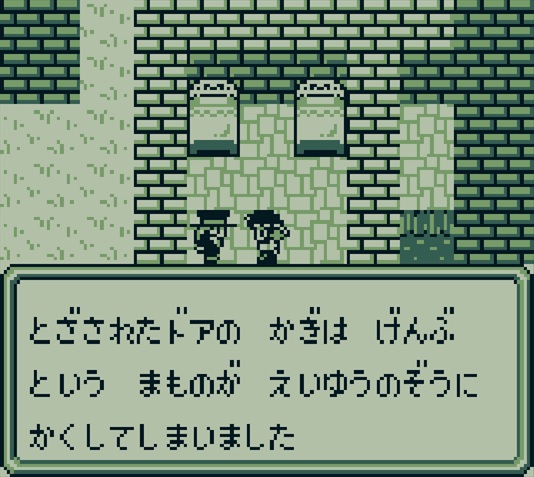 とざされたドアの　かぎは　げんぶ
という　まものが　えいゆうのぞうに
かくしてしまいました